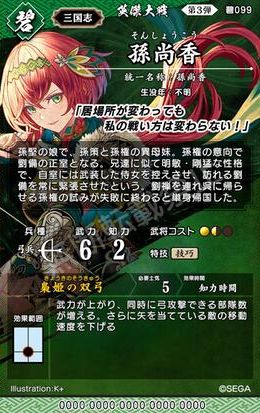 碧
三国志
英傑大戦
第3弾
碧099
そんしょうこう
孫尚香
統一名称：孫尚香
生没年：不明
「居場所が変わっても
私の戦い方は変わらない！」
孫堅の娘で、孫策と孫権の異母妹。孫権の意向で
劉備の正室となる。兄達に似て明敏・剛猛な性格
で、自室には武装した侍女を控えさせ、訪れる劉
備を常に緊張させたという。劉禅を連れ呉に帰ら
せる孫権の試みが失敗に終わると単身帰国した。
兵種 武力 知力 武将コスト
弓兵 6 2 特技 技巧
きょうきのそうきゅう
梟姫の双弓
必要士気 効果時間
5 知力時間
効果範囲
武力が上がり、同時に弓攻撃できる部隊数
が増える。さらに矢を当てている敵の移動
速度を下げる
Illustration:K+
©SEGA
0000-0000-0000-0000-0000